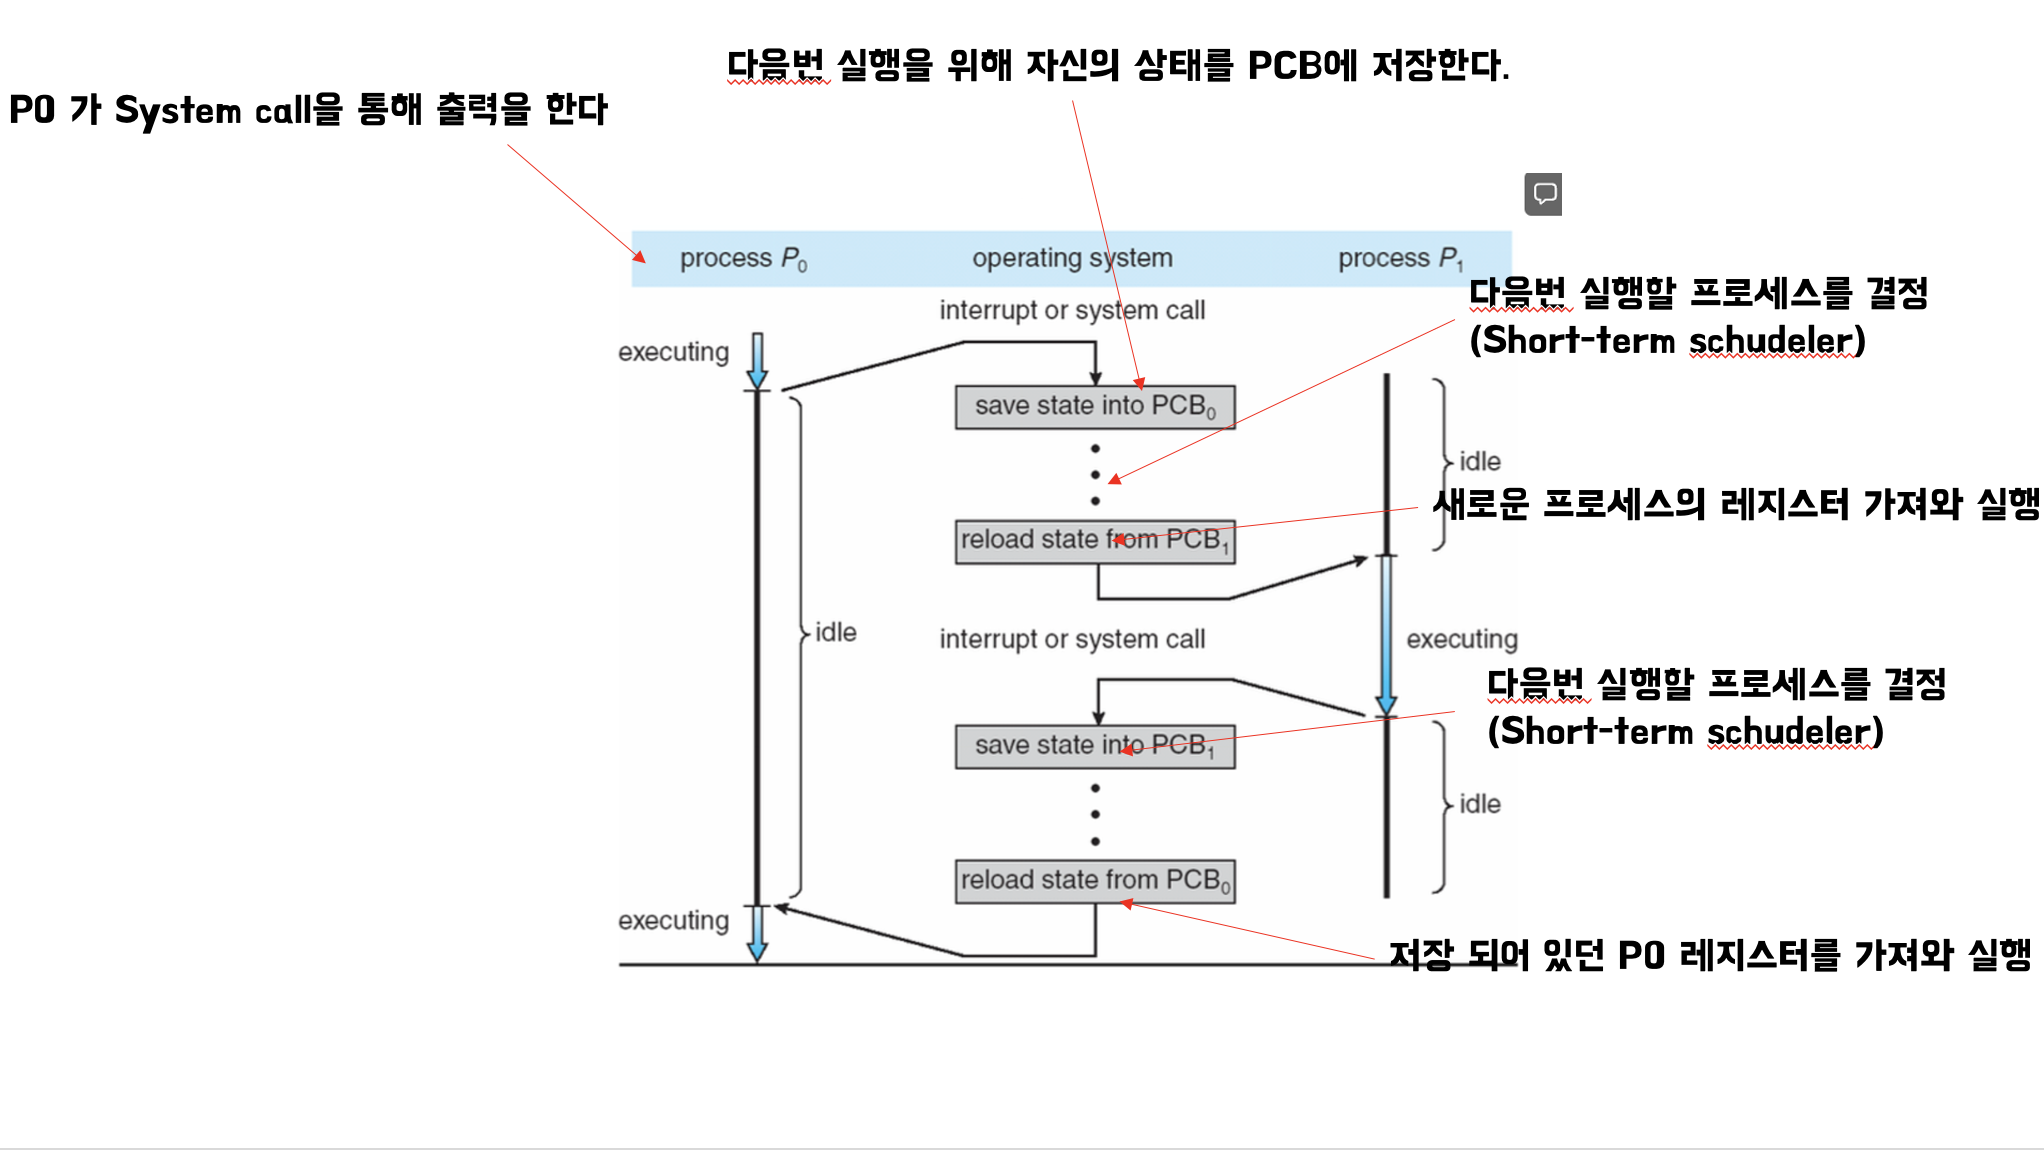 다음번 실행을 위해 자신의 상태를 PCB에 저장한다.
P0 가 System call을 통해 출력을 한다
process P0
operating system
process P1
다음번 실행할 프로세스를 결정
(Short-term schudeler)
interrupt or system call
executing
save state into PCB0
idle
새로운 프로세스의 레지스터 가져와 실행
reload state from PCB1
idle
interrupt or system call
executing
다음번 실행할 프로세스를 결정
(Short-term schudeler)
save state into PCB1
idle
reload state from PCB0
executing
저장 되어 있던 P0 레지스터를 가져와 실행